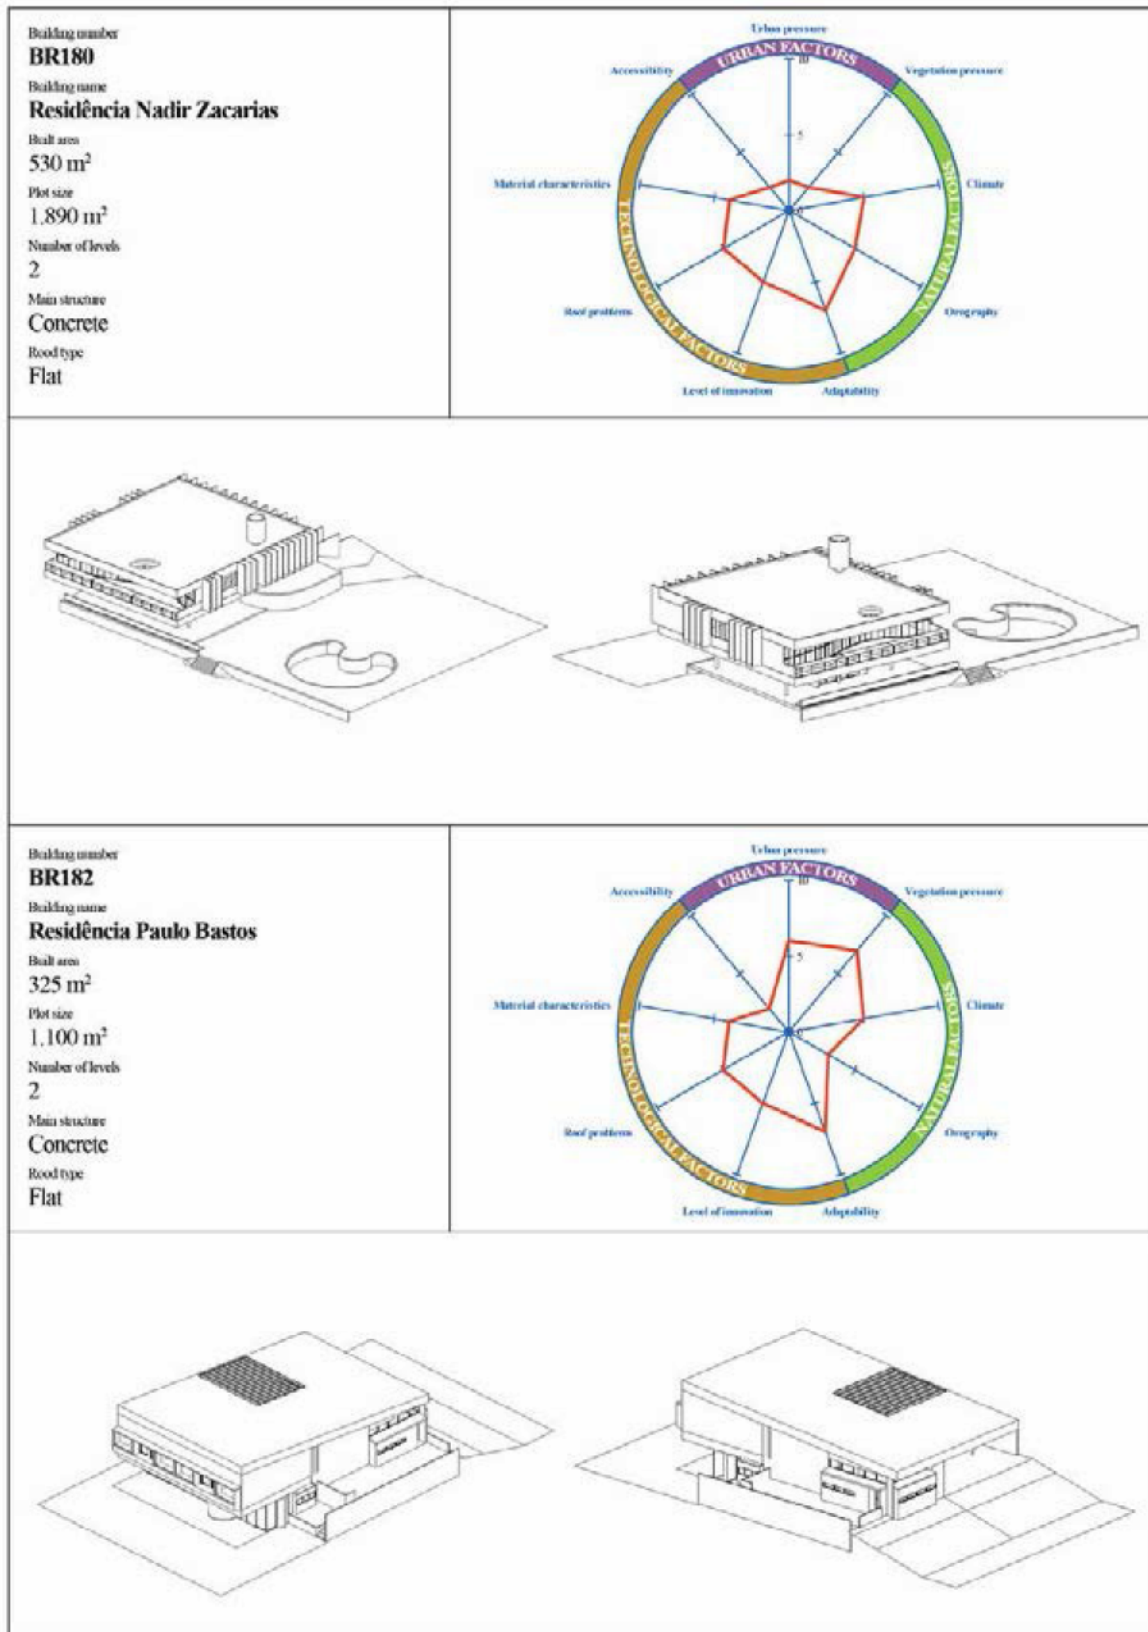 Building number
BR180
Building name
Residência Nadir Zacarias
Built area
530 m²
Plot size
1.890 m²
Number of levels
2
Main structure
Concrete
Rood type
Flat
Urban pressure
URBAN FACTORS
Accessibility
Vegetation pressure
10
5
Material characteristics
Climate
0
NATURAL FACTORS
TECHNOLOGICAL FACTORS
Roof problems
Orography
Level of innovation
Adaptability
Building number
BR182
Building name
Residência Paulo Bastos
Built area
325 m²
Plot size
1.100 m²
Number of levels
2
Main structure
Concrete
Rood type
Flat
Urban pressure
URBAN FACTORS
Accessibility
Vegetation pressure
10
5
Material characteristics
Climate
0
NATURAL FACTORS
TECHNOLOGICAL FACTORS
Roof problems
Orography
Level of innovation
Adaptability